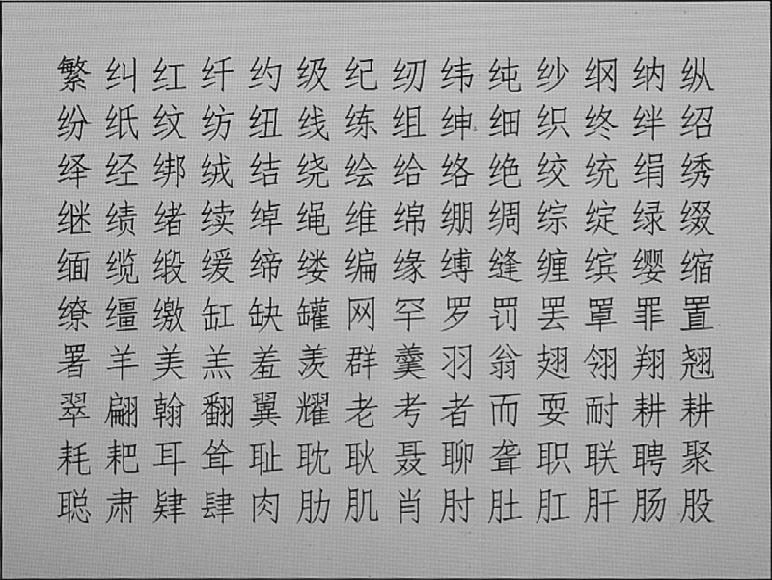 繁纠红纤约级纪纫纬纯纱纲纳纵
纷纸纹纺纽线练组绅细织终绊绍
绎经绑绒结绕绘给络绝绞统绢绣
继绩绪续绰绳维绵绷绸综绽绿缀
缅缆缎缓缔缕编缘缚缝缠缤缨缩
缭缰缴缸缺罐网罕罗罚罢罩罪置
署羊美羔羞羡群羹羽翁翅翎翔翘
翠翩翰翻翼耀老考者而耍耐耕耕
耗耙耳耸耻耽耿聂聊聋职联聘聚
聪肃肄肆肉肋肌肖肘肚肛肝肠股